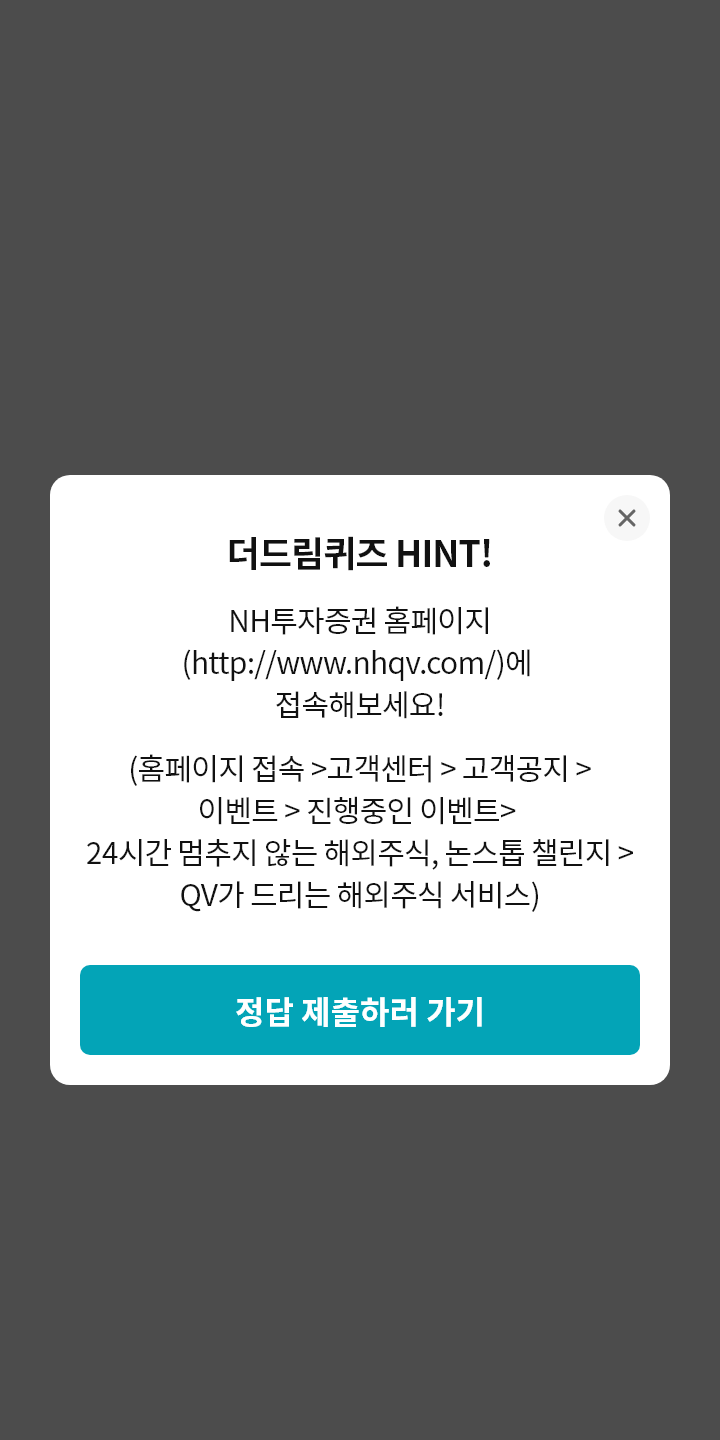 더드림퀴즈 HINT!
NH투자증권 홈페이지
(http://www.nhqv.com/)에
접속해보세요!
(홈페이지 접속 >고객센터 > 고객공지 >
이벤트 > 진행중인 이벤트>
24시간 멈추지 않는 해외주식, 논스톱 챌린지 >
QV가 드리는 해외주식 서비스)
정답 제출하러 가기